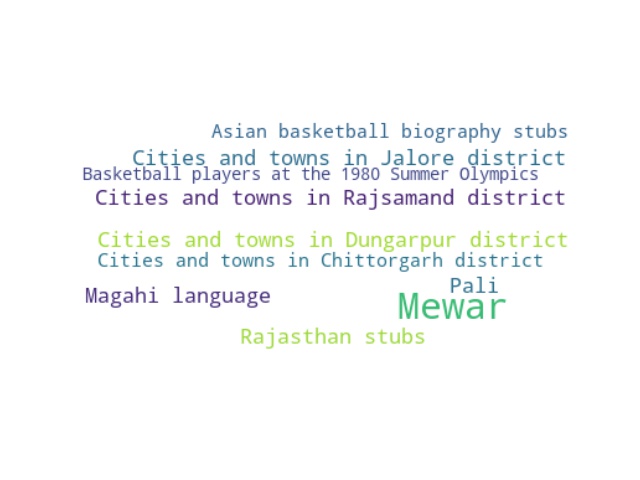 Asian basketball biography stubs
Cities and towns in Jalore district
Basketball players at the 1980 Summer Olympics
Cities and towns in Rajsamand district
Cities and towns in Dungarpur district
Cities and towns in Chittorgarh district
Pali
Magahi language
Mewar
Rajasthan stubs